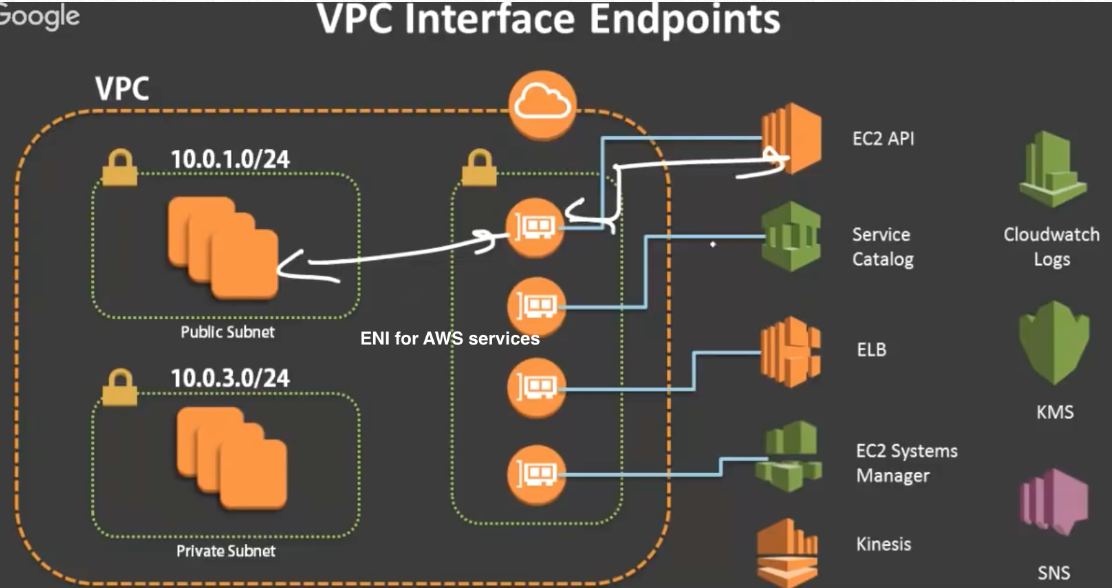 Google
VPC Interface Endpoints
VPC
10.0.1.0/24
Public Subnet
10.0.3.0/24
Private Subnet
ENI for AWS services
EC2 API
Service
Catalog
ELB
EC2 Systems
Manager
Kinesis
Cloudwatch
Logs
KMS
SNS